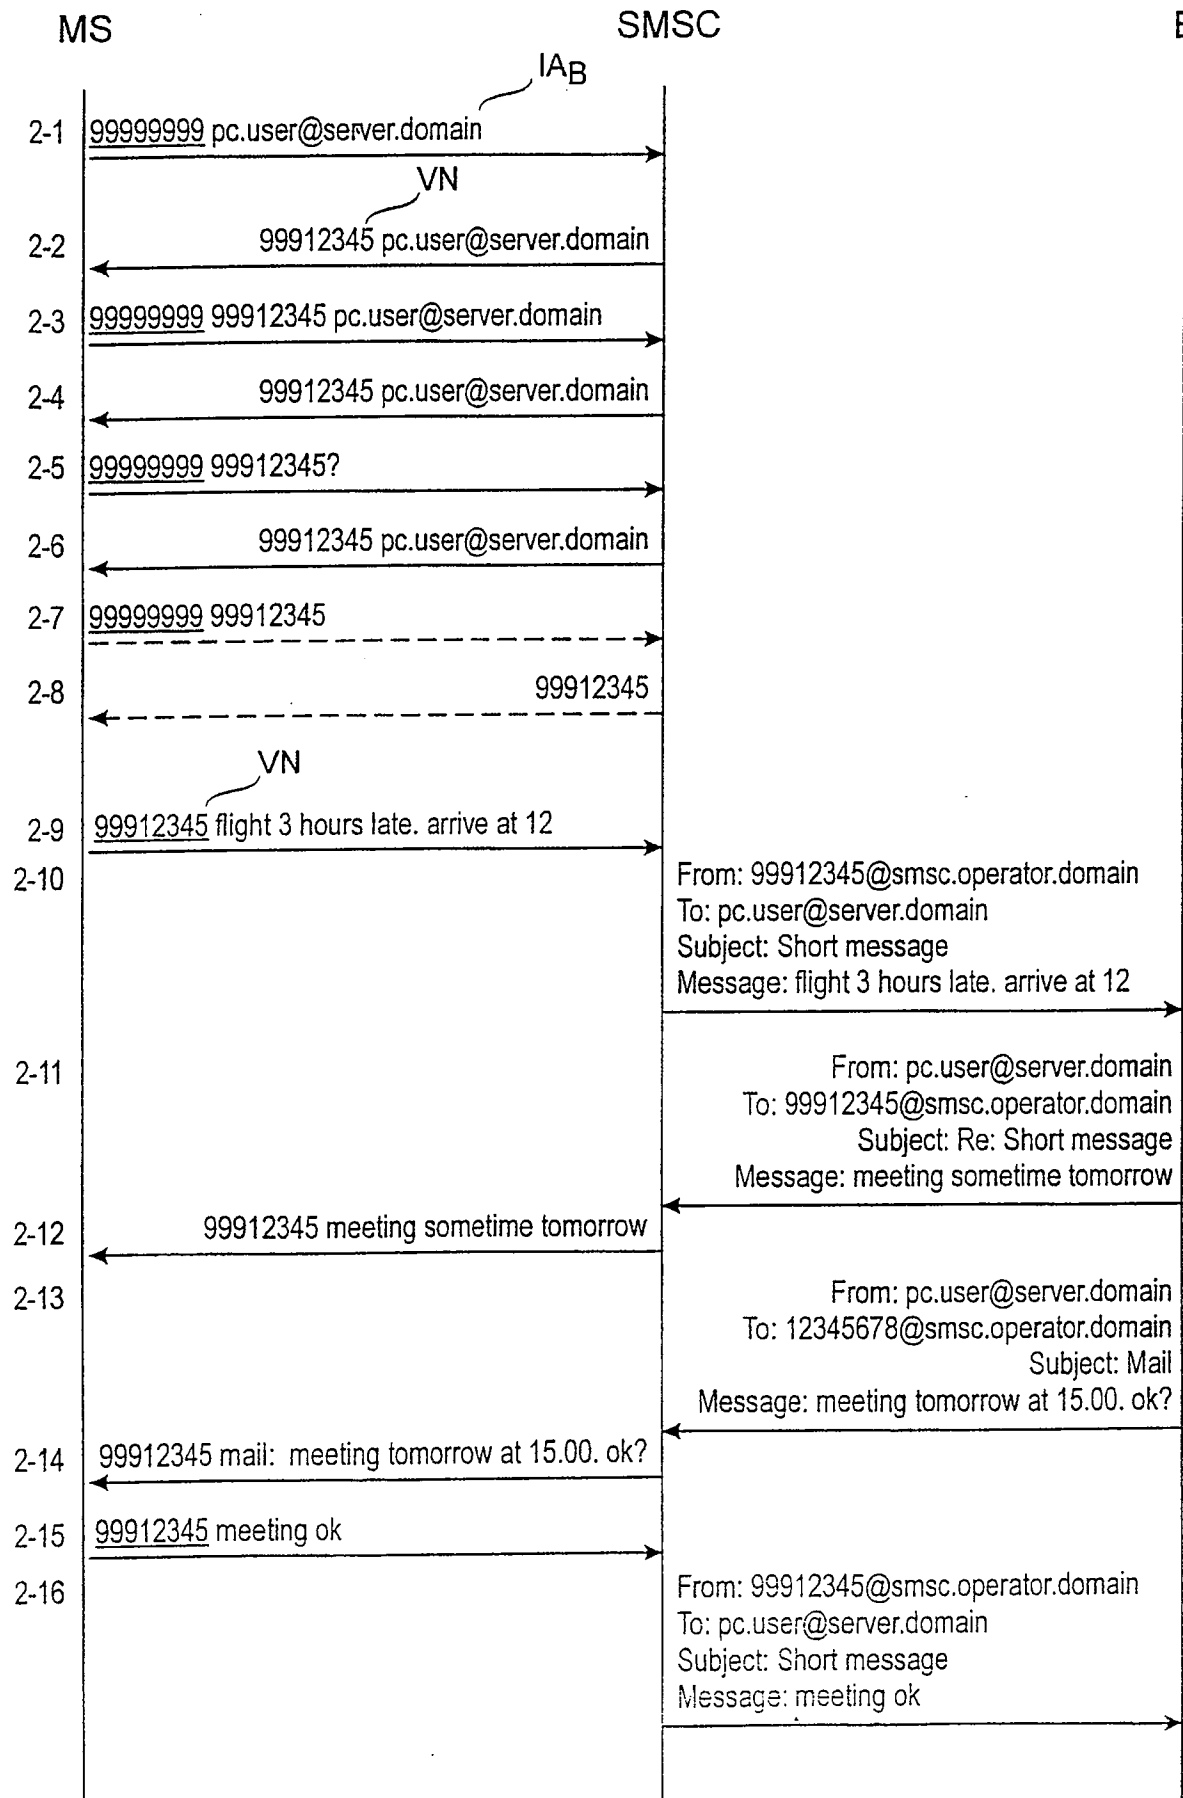 MS SMSC
IAB
2-1 99999999 pc.user@server.domain
VN
2-2 99912345 pc.user@server.domain
2-3 99999999 99912345 pc.user@server.domain
2-4 99912345 pc.user@server.domain
2-5 99999999 99912345?
2-6 99912345 pc.user@server.domain
2-7 99999999 99912345
2-8 99912345
VN
2-9 99912345 flight 3 hours late. arrive at 12
2-10 From: 99912345@smsc.operator.domain
To: pc.user@server.domain
Subject: Short message
Message: flight 3 hours late. arrive at 12
2-11 From: pc.user@server.domain
To: 99912345@smsc.operator.domain
Subject: Re: Short message
Message: meeting sometime tomorrow
2-12 99912345 meeting sometime tomorrow
2-13 From: pc.user@server.domain
To: 12345678@smsc.operator.domain
Subject: Mail
Message: meeting tomorrow at 15.00. ok?
2-14 99912345 mail: meeting tomorrow at 15.00. ok?
2-15 99912345 meeting ok
2-16 From: 99912345@smsc.operator.domain
To: pc.user@server.domain
Subject: Short message
Message: meeting ok